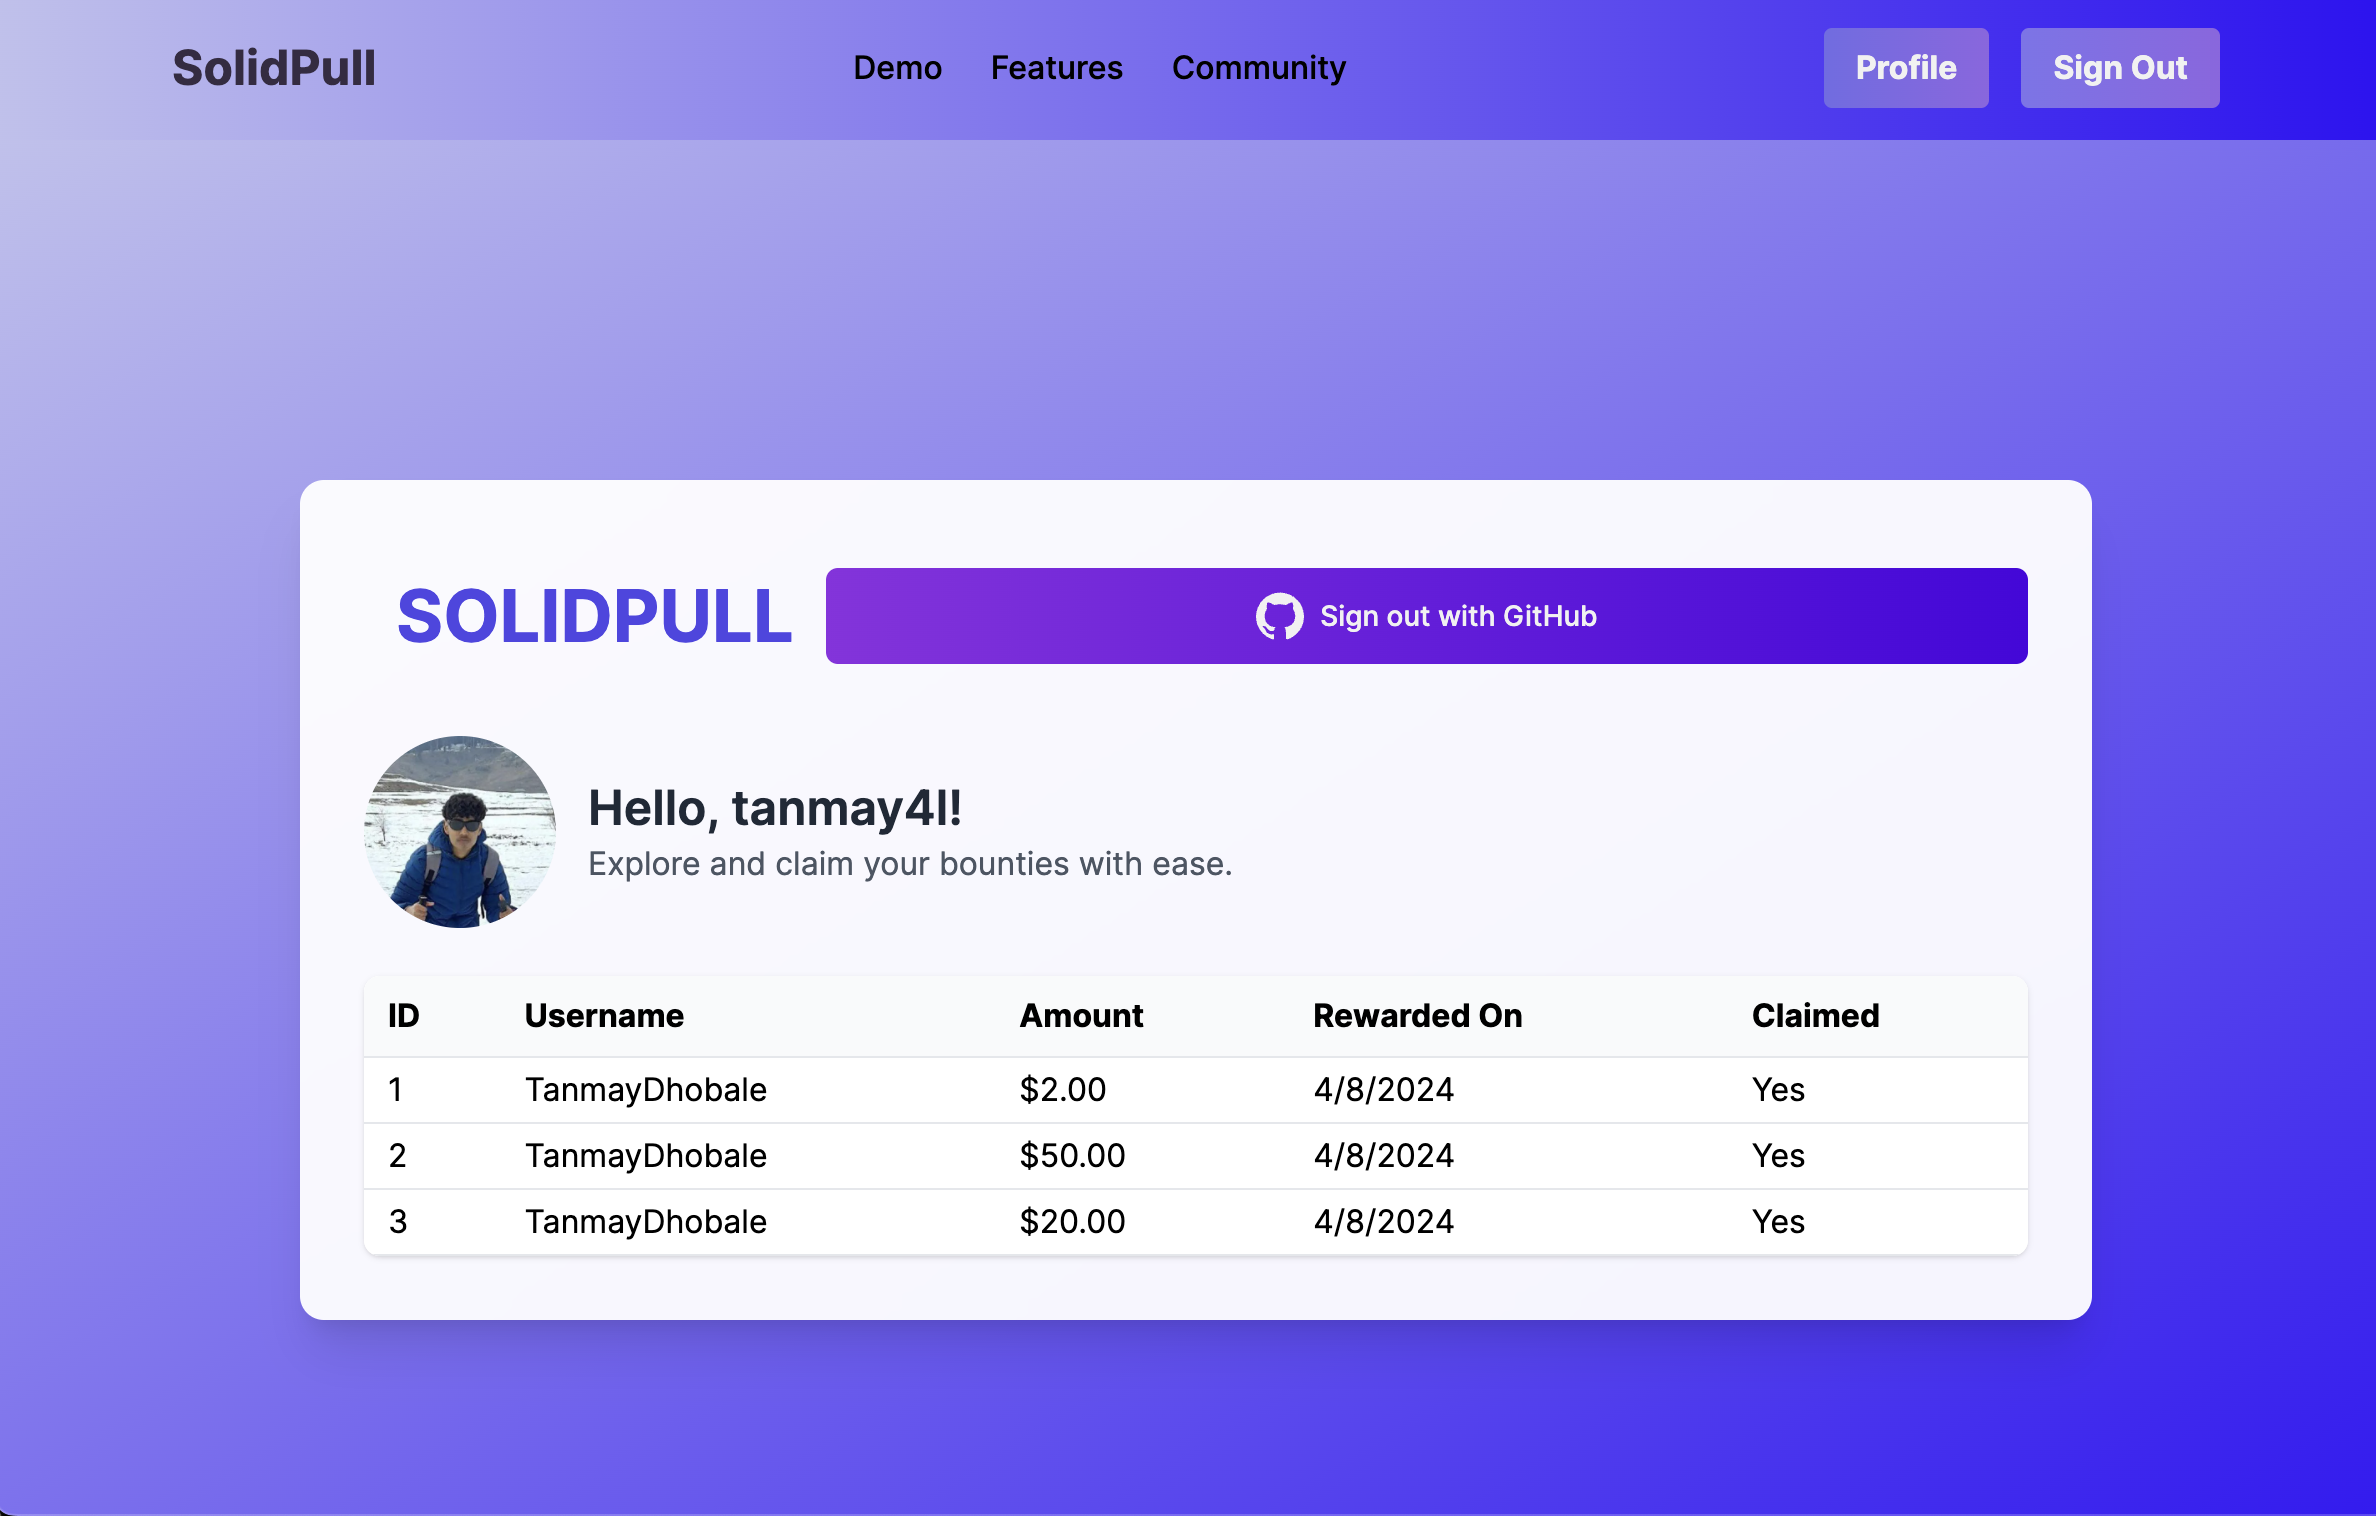 SolidPull Demo Features Community Profile Sign Out
SOLIDPULL Sign out with GitHub
Hello, tanmay4l!
Explore and claim your bounties with ease.
ID Username Amount Rewarded On Claimed
1 TanmayDhobale $2.00 4/8/2024 Yes
2 TanmayDhobale $50.00 4/8/2024 Yes
3 TanmayDhobale $20.00 4/8/2024 Yes